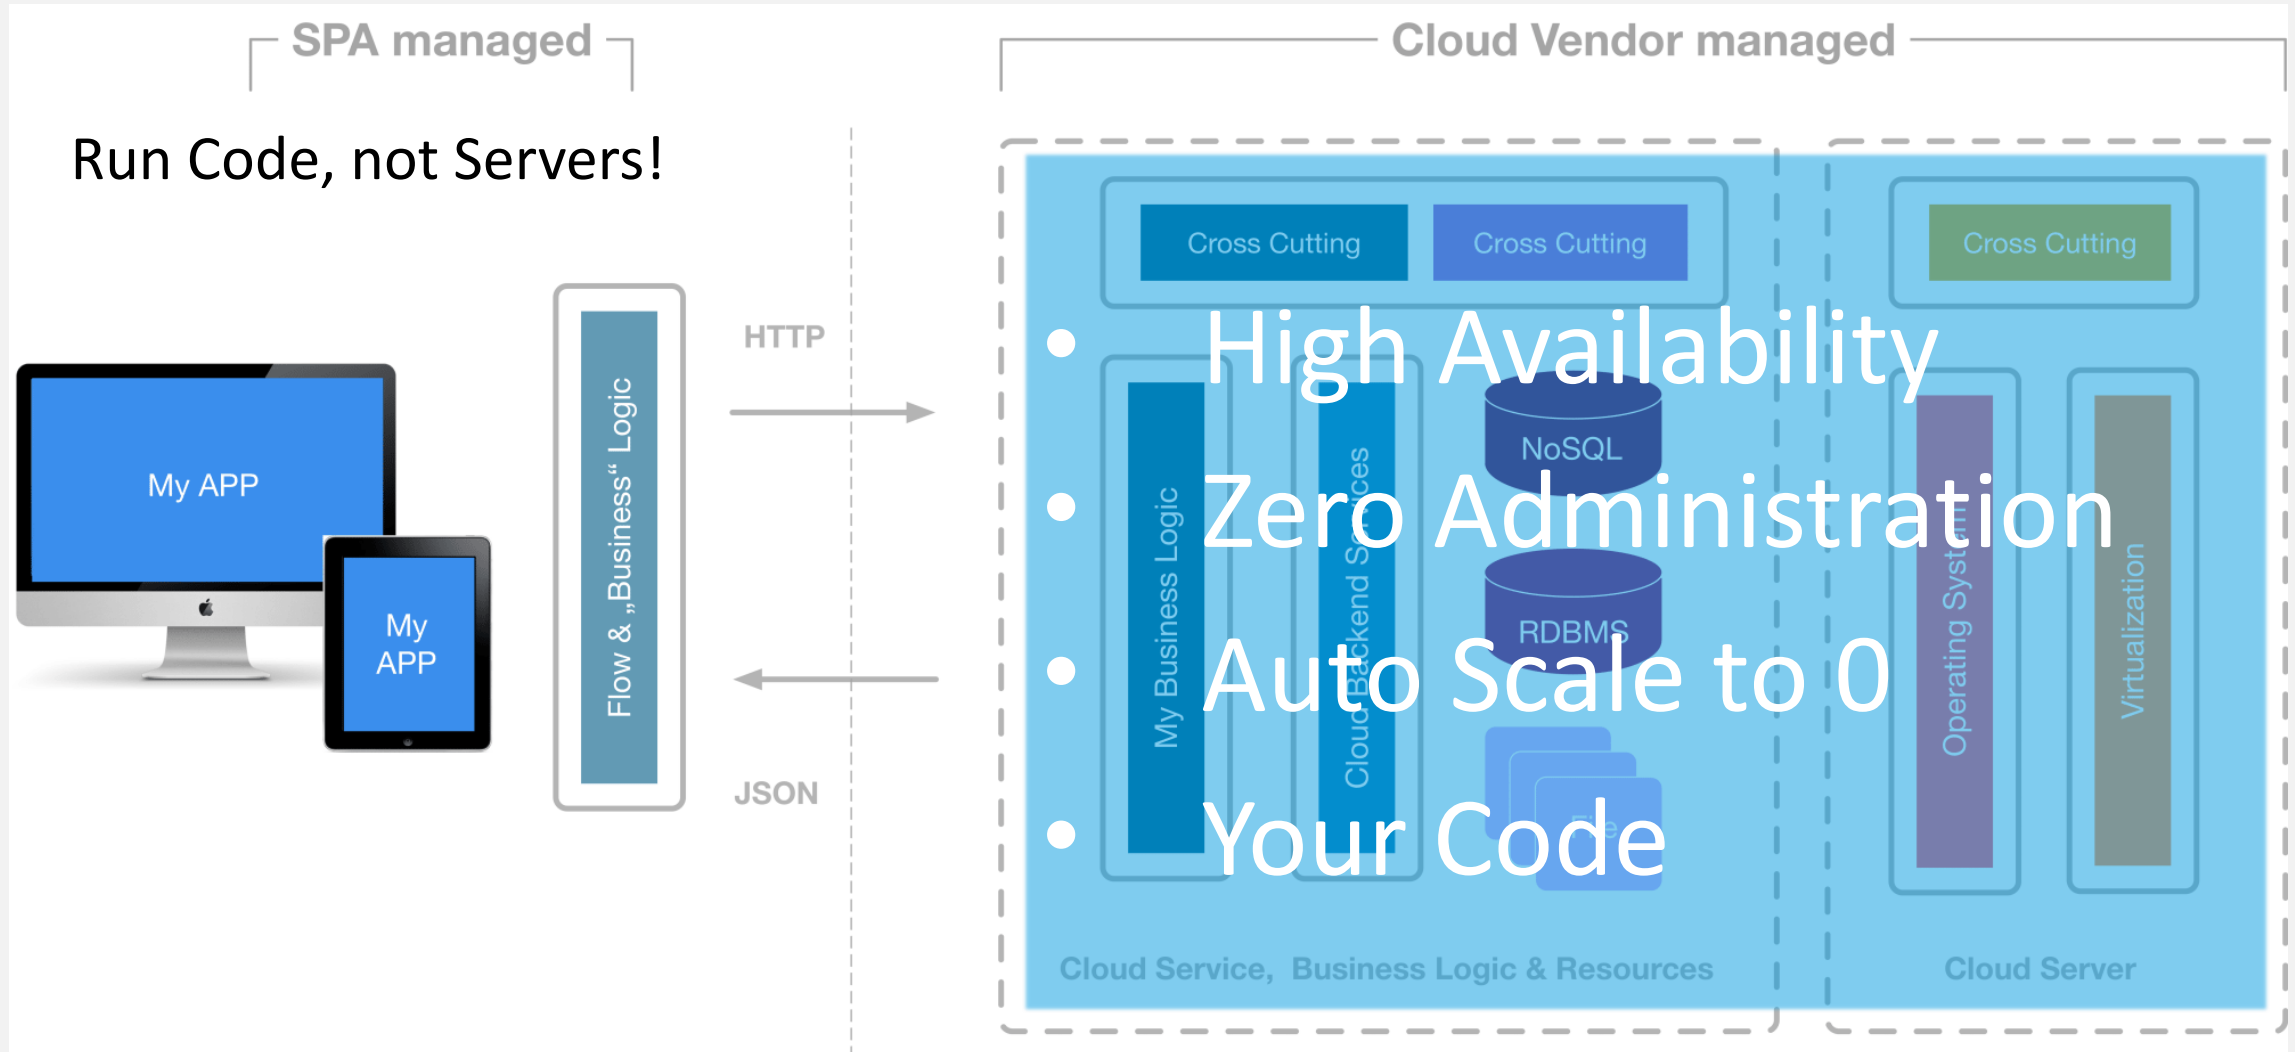 SPA managed
Cloud Vendor managed
Run Code, not Servers!
My APP
My
APP
Flow & „Business“ Logic
HTTP
JSON
Cross Cutting
Cross Cutting
Cross Cutting
• High Availability
• Zero Administration
• Auto Scale to 0
• Your Code
My Business Logic
Cloud Backend Services
NoSQL
RDBMS
File
Operating System
Virtualization
Cloud Service, Business Logic & Resources
Cloud Server